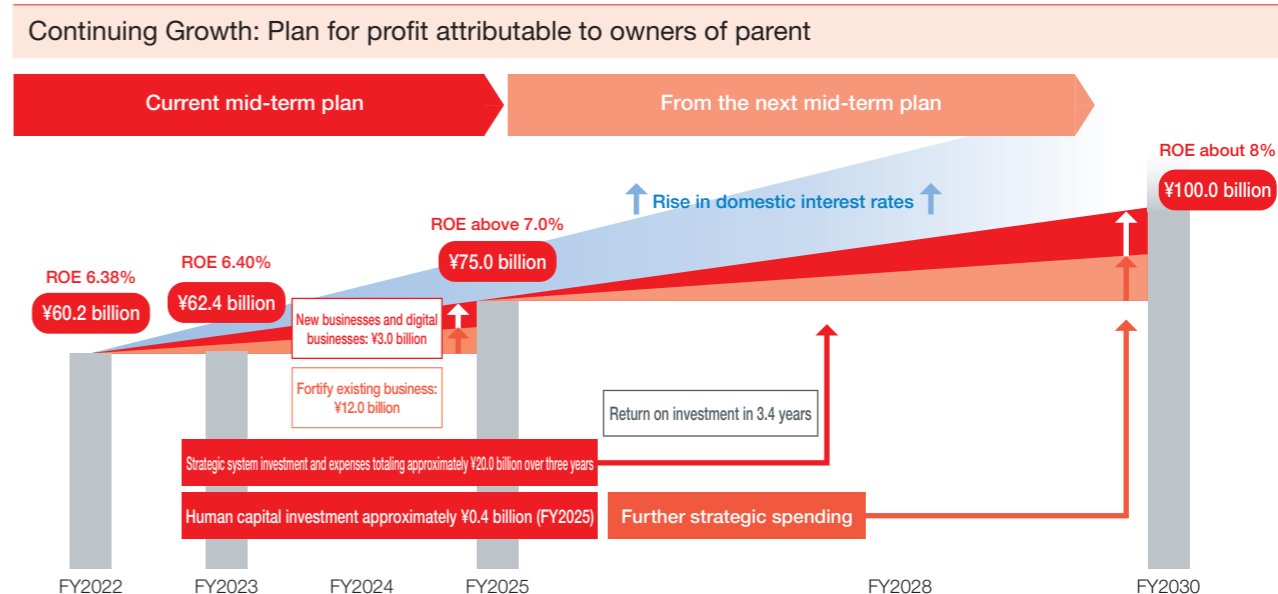 Continuing Growth: Plan for profit attributable to owners of parent
Current mid-term plan
From the next mid-term plan
ROE about 8%
¥100.0 billion
Rise in domestic interest rates
ROE above 7.0%
¥75.0 billion
ROE 6.40%
¥62.4 billion
ROE 6.38%
¥60.2 billion
New businesses and digital
businesses: ¥3.0 billion
Fortify existing business:
¥12.0 billion
Return on investment in 3.4 years
Strategic system investment and expenses totaling approximately ¥20.0 billion over three years
Human capital investment approximately ¥0.4 billion (FY2025)
Further strategic spending
FY2022
FY2023
FY2024
FY2025
FY2028
FY2030